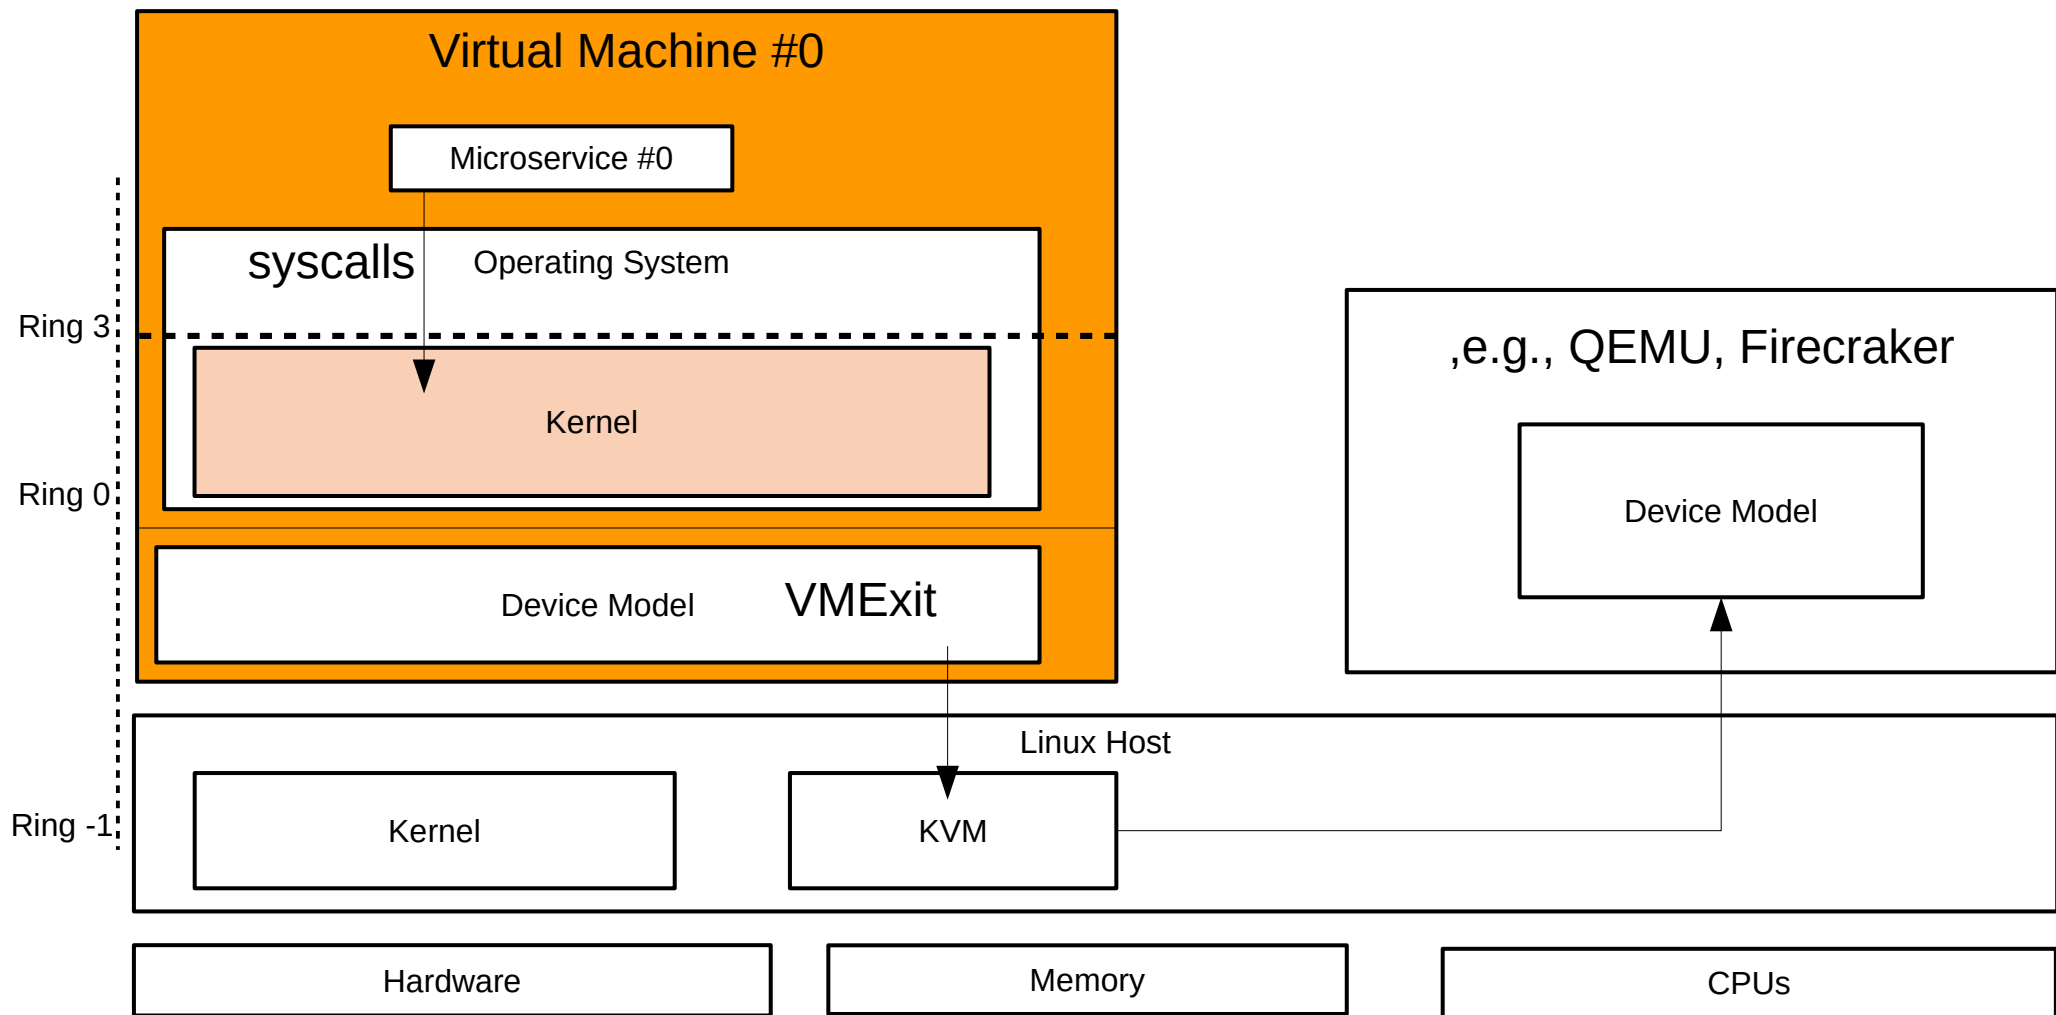 Virtual Machine #0
Microservice #0
syscalls
Operating System
Ring 3
,e.g., QEMU, Firecraker
Kernel
Ring 0
Device Model
Device Model
VMExit
Linux Host
Ring -1
Kernel
KVM
Hardware
Memory
CPUs